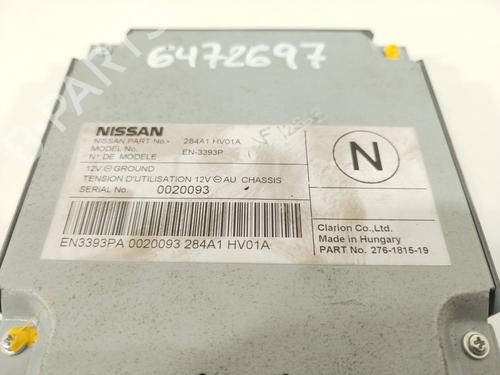 6472697
NISSAN
NISSAN PART No.- 284A1 HV01A
MODEL No. EN-3393P
N° DE MODELE
12V ⊖ GROUND
TENSION D'UTILISATION 12V ⊖ AU CHASSIS
SERIAL No. 0020093
EN3393PA 0020093 284A1 HV01A
N
Clarion Co.,Ltd.
Made in Hungary
PART No. 276-1815-19